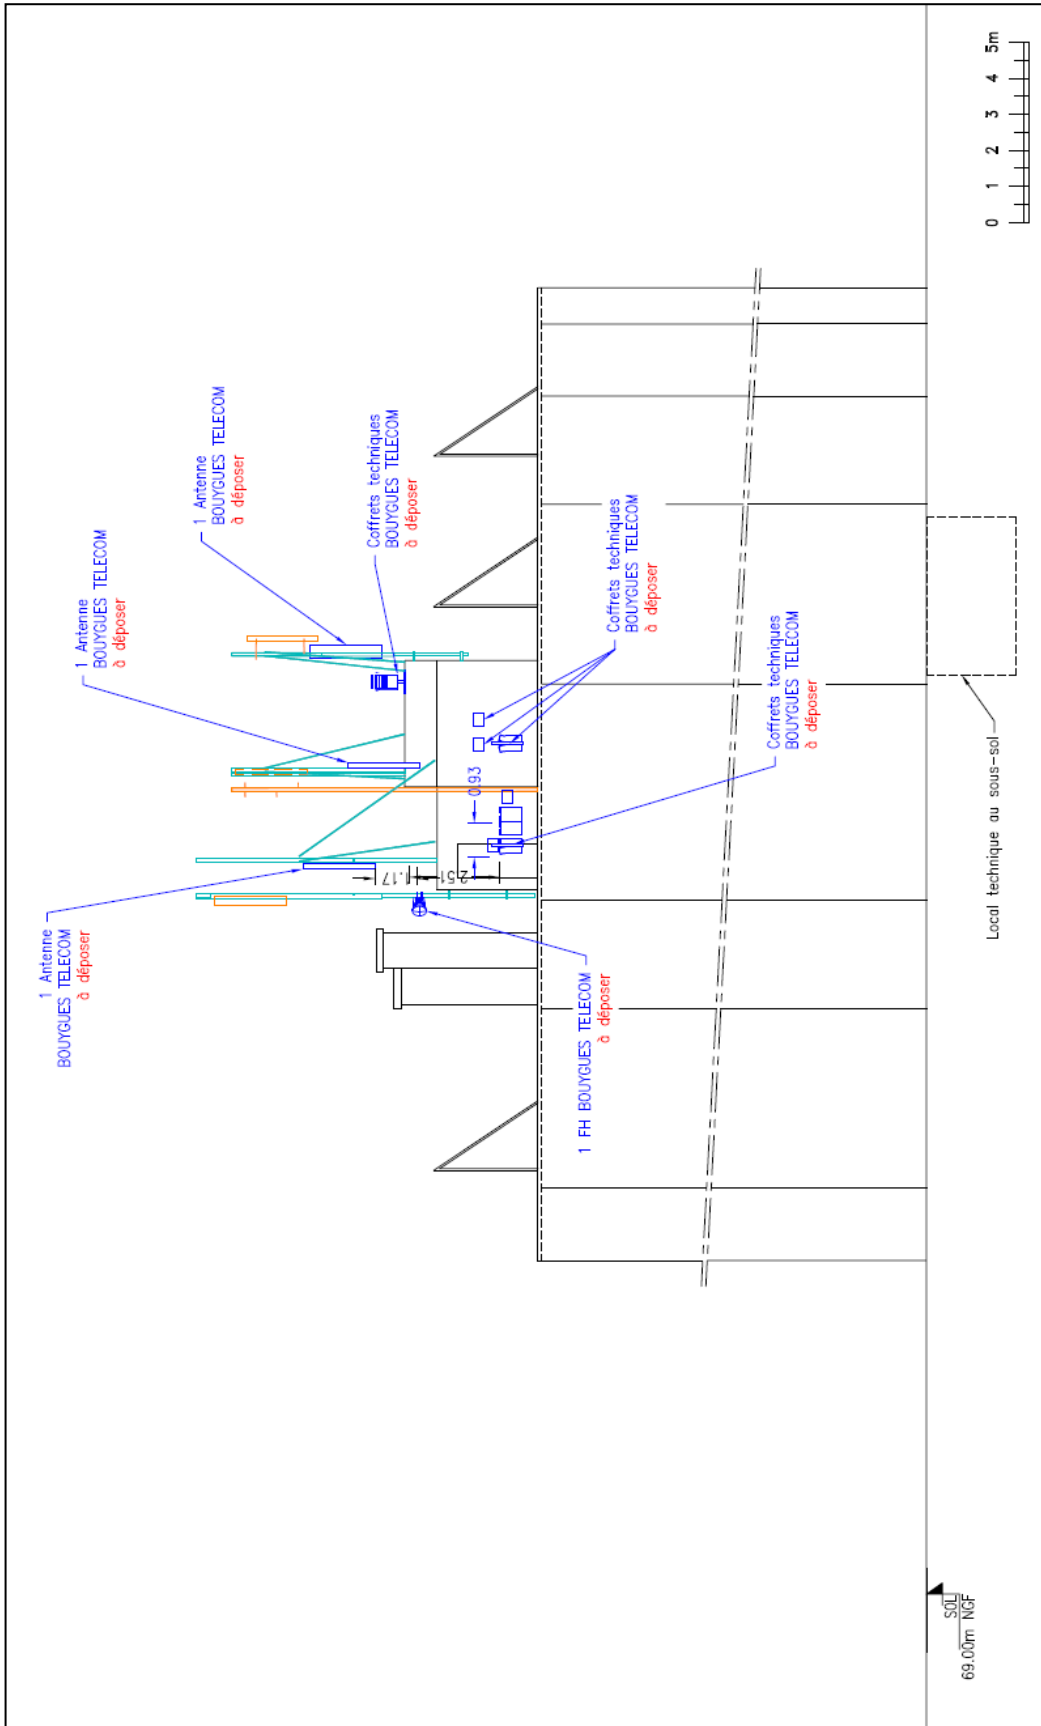 1 Antenne
BOUYGUES TELECOM
à déposer
1 Antenne
BOUYGUES TELECOM
à déposer
1 Antenne
BOUYGUES TELECOM
à déposer
Coffrets techniques
BOUYGUES TELECOM
à déposer
1.17
2.51
0.93
1 FH BOUYGUES TELECOM
à déposer
Coffrets techniques
BOUYGUES TELECOM
à déposer
Coffrets techniques
BOUYGUES TELECOM
à déposer
SOL
69.00m NGF
Local technique au sous-sol
0 1 2 3 4 5m